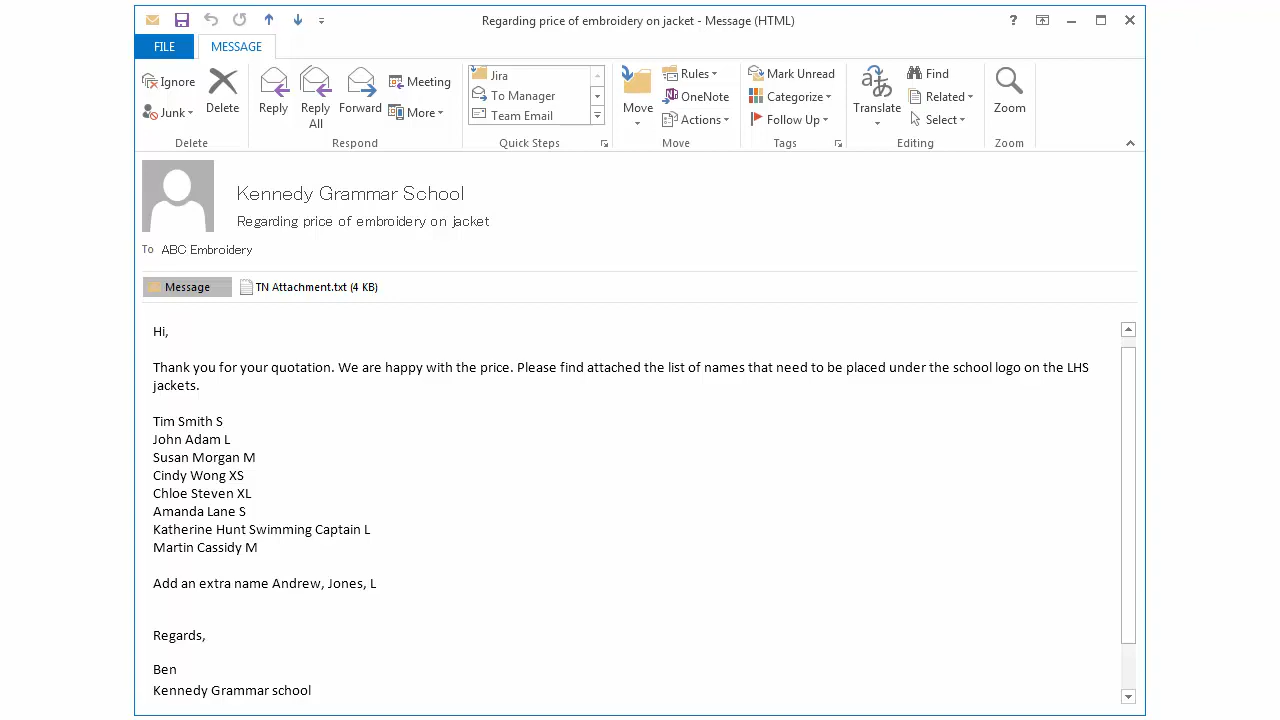 Regarding price of embroidery on jacket - Message (HTML)
?
FILE
MESSAGE
Ignore
Junk
Delete
Delete
Reply
Reply All
Forward
Meeting
More
Respond
Jira
To Manager
Team Email
Quick Steps
Move
Rules
OneNote
Actions
Move
Mark Unread
Categorize
Follow Up
Tags
Translate
Find
Related
Select
Editing
Zoom
Zoom
Kennedy Grammar School
Regarding price of embroidery on jacket
To ABC Embroidery
Message
TN Attachment.txt (4 KB)
Hi,
Thank you for your quotation. We are happy with the price. Please find attached the list of names that need to be placed under the school logo on the LHS
jackets.
Tim Smith S
John Adam L
Susan Morgan M
Cindy Wong XS
Chloe Steven XL
Amanda Lane S
Katherine Hunt Swimming Captain L
Martin Cassidy M
Add an extra name Andrew, Jones, L
Regards,
Ben
Kennedy Grammar school